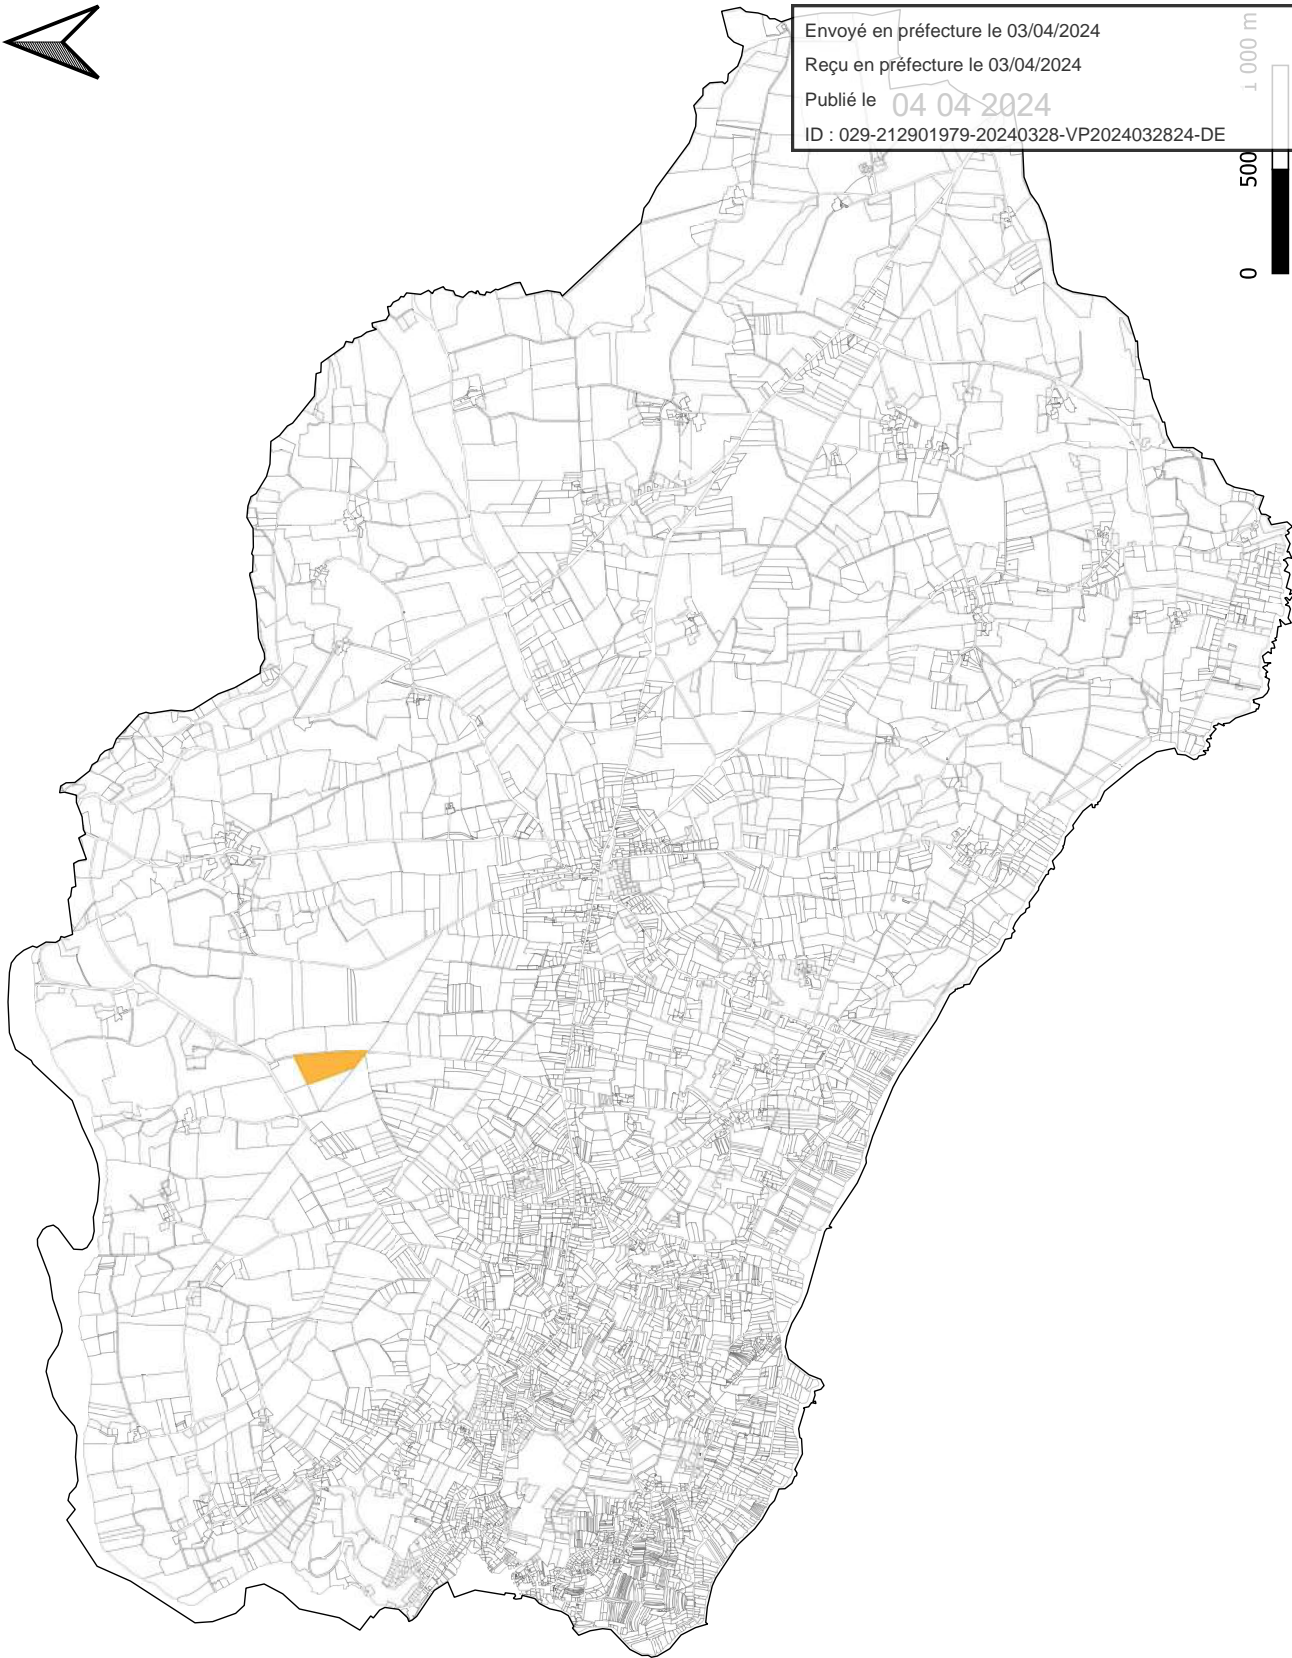 Envoyé en préfecture le 03/04/2024
Reçu en préfecture le 03/04/2024
Publié le 04 04 2024
ID : 029-212901979-20240328-VP2024032824-DE
0
500
1 000 m